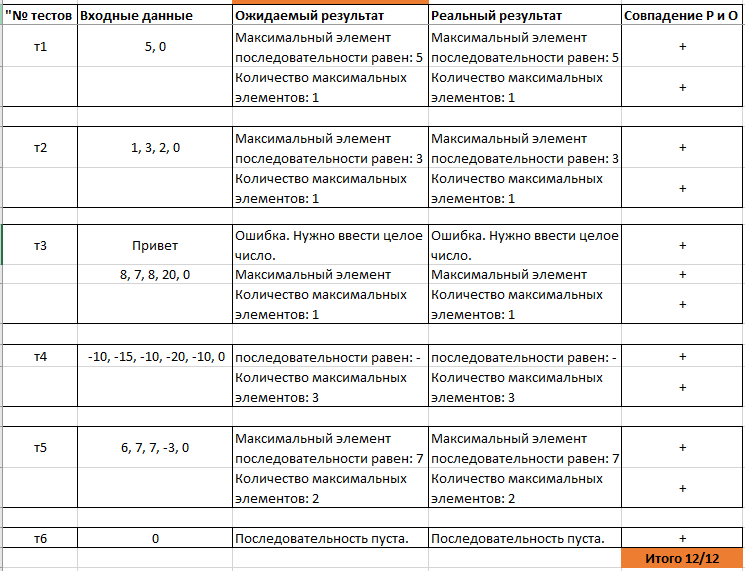 "№ тестов Входные данные Ожидаемый результат Реальный результат Совпадение Р и О
т1 5, 0 Максимальный элемент Максимальный элемент +
последовательности равен: 5 последовательности равен: 5
Количество максимальных Количество максимальных +
элементов: 1 элементов: 1
т2 1, 3, 2, 0 Максимальный элемент Максимальный элемент +
последовательности равен: 3 последовательности равен: 3
Количество максимальных Количество максимальных +
элементов: 1 элементов: 1
т3 Привет Ошибка. Нужно ввести целое Ошибка. Нужно ввести целое +
число. число.
8, 7, 8, 20, 0 Максимальный элемент Максимальный элемент +
Количество максимальных Количество максимальных +
элементов: 1 элементов: 1
т4 -10, -15, -10, -20, -10, 0 последовательности равен: - последовательности равен: - +
Количество максимальных Количество максимальных +
элементов: 3 элементов: 3
т5 6, 7, 7, -3, 0 Максимальный элемент Максимальный элемент +
последовательности равен: 7 последовательности равен: 7
Количество максимальных Количество максимальных +
элементов: 2 элементов: 2
т6 0 Последовательность пуста. Последовательность пуста. +
Итого 12/12